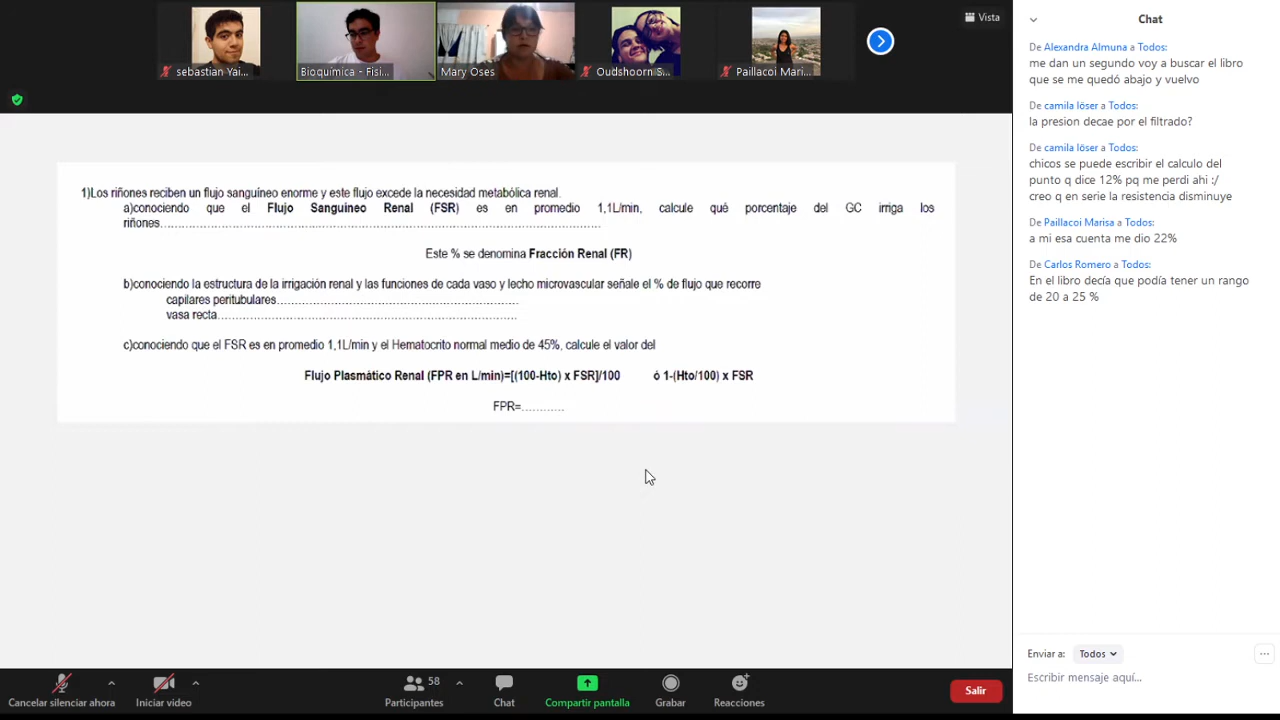 Vista
sebastian Yai...
Bioquímica - Fisi...
Mary Oses
Oudshoorn S...
Paillacoi Mari...
1)Los riñones reciben un flujo sanguíneo enorme y este flujo excede la necesidad metabólica renal.
a)conociendo que el Flujo Sanguíneo Renal (FSR) es en promedio 1,1L/min, calcule qué porcentaje del GC irriga los
riñones....................................................................................................
Este % se denomina Fracción Renal (FR)
b)conociendo la estructura de la irrigación renal y las funciones de cada vaso y lecho microvascular señale el % de flujo que recorre
capilares peritubulares.......................................................
vasa recta.....................................................................
c)conociendo que el FSR es en promedio 1,1L/min y el Hematocrito normal medio de 45%, calcule el valor del
Flujo Plasmático Renal (FPR en L/min)=[(100-Hto) x FSR]/100 ó 1-(Hto/100) x FSR
FPR=............
Chat
De Alexandra Almuna a Todos:
me dan un segundo voy a buscar el libro
que se me quedó abajo y vuelvo
De camila löser a Todos:
la presion decae por el filtrado?
De camila löser a Todos:
chicos se puede escribir el calculo del
punto q dice 12% pq me perdi ahi :/
creo q en serie la resistencia disminuye
De Paillacoi Marisa a Todos:
a mi esa cuenta me dio 22%
De Carlos Romero a Todos:
En el libro decía que podía tener un rango
de 20 a 25 %
Enviar a: Todos
Escribir mensaje aquí...
Cancelar silenciar ahora
Iniciar video
58
Participantes
Chat
Compartir pantalla
Grabar
Reacciones
Salir